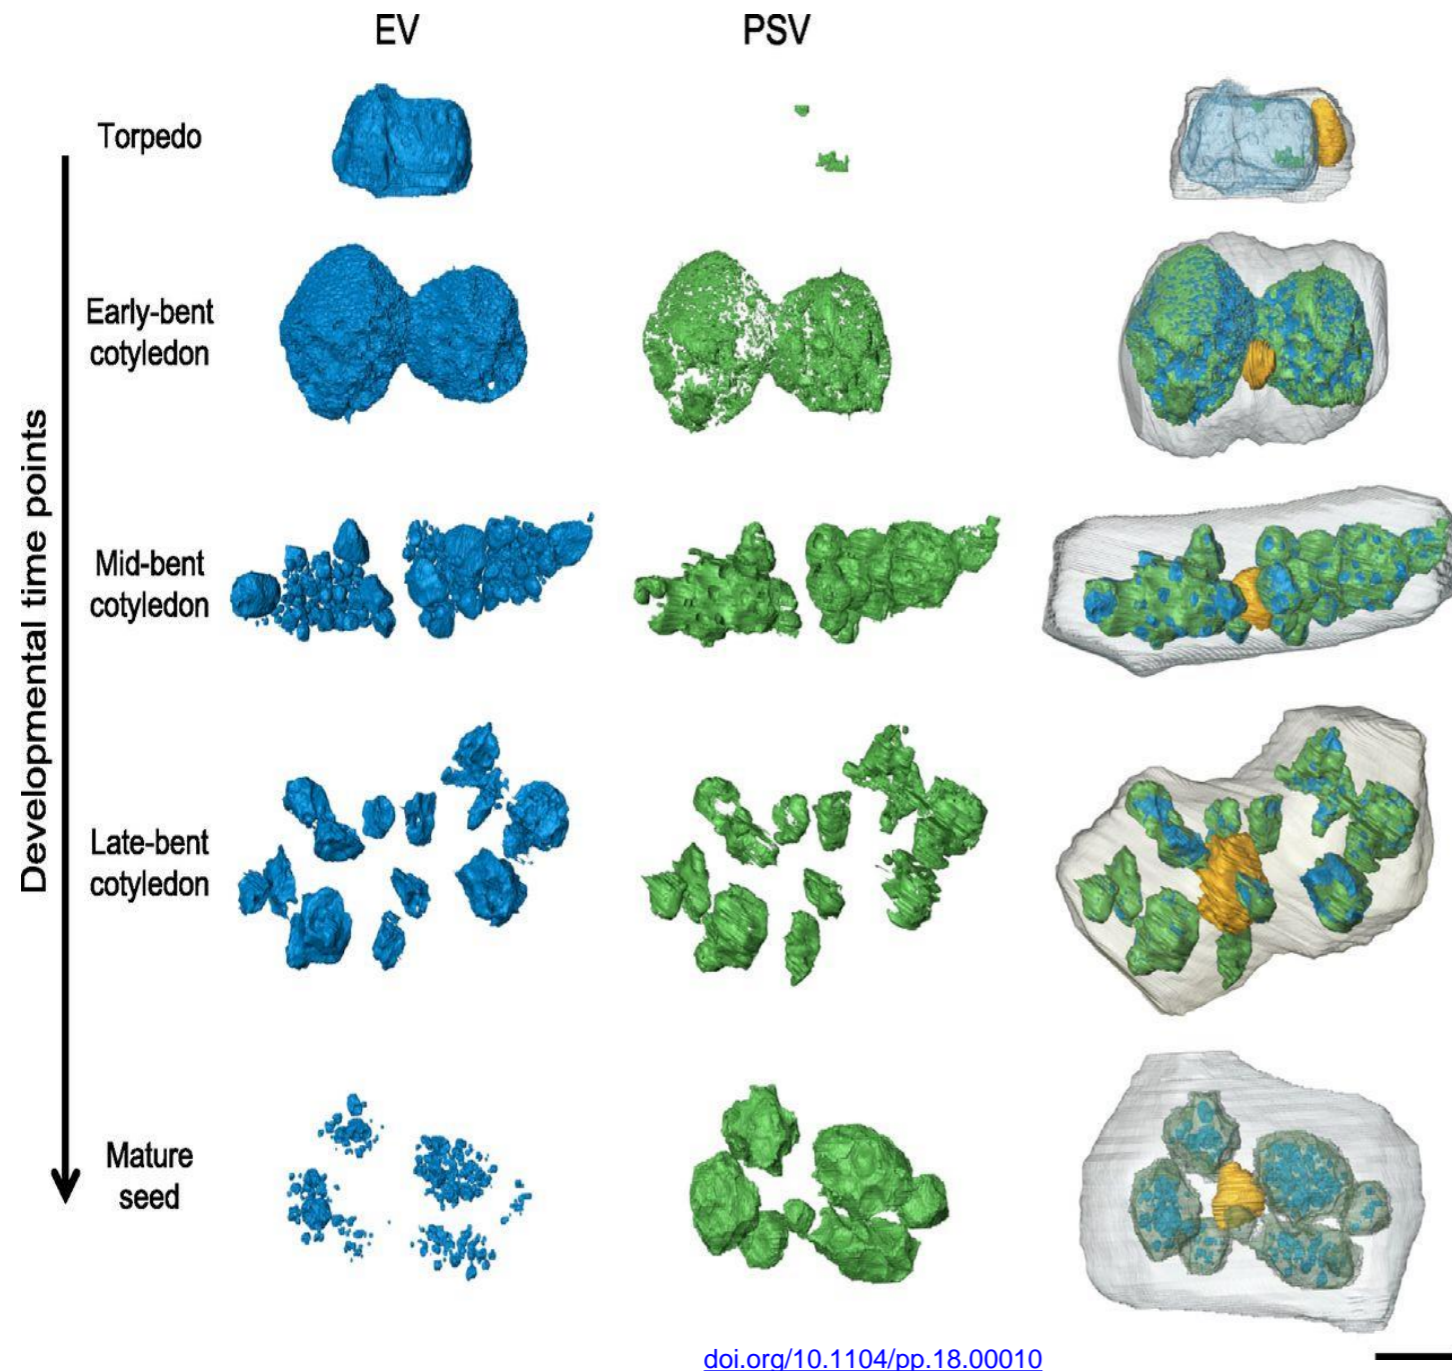 EV
PSV
Torpedo
Early-bent
cotyledon
Mid-bent
cotyledon
Late-bent
cotyledon
Mature
seed
Developmental time points
doi.org/10.1104/pp.18.00010